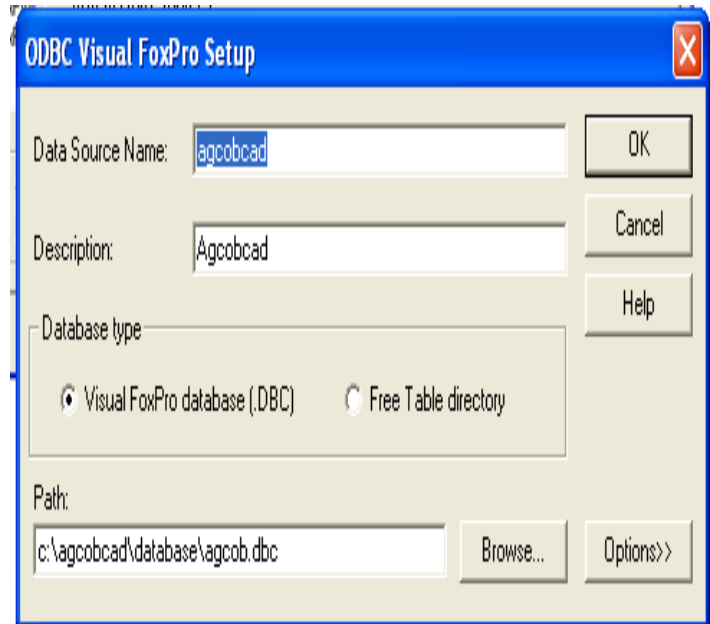 ODBC Visual FoxPro Setup
Data Source Name: agcobcad OK
Description: Agcobcad Cancel
Help
Database type
Visual FoxPro database (.DBC) Free Table directory
Path:
c:\agcobcad\database\agcob.dbc Browse... Options>>